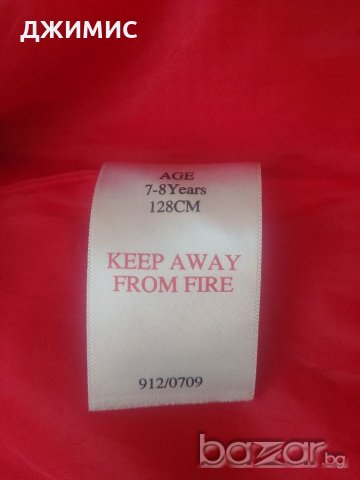 ДЖИМИС
AGE
7-8Years
128CM
KEEP AWAY
FROM FIRE
912/0709
bazar.bg